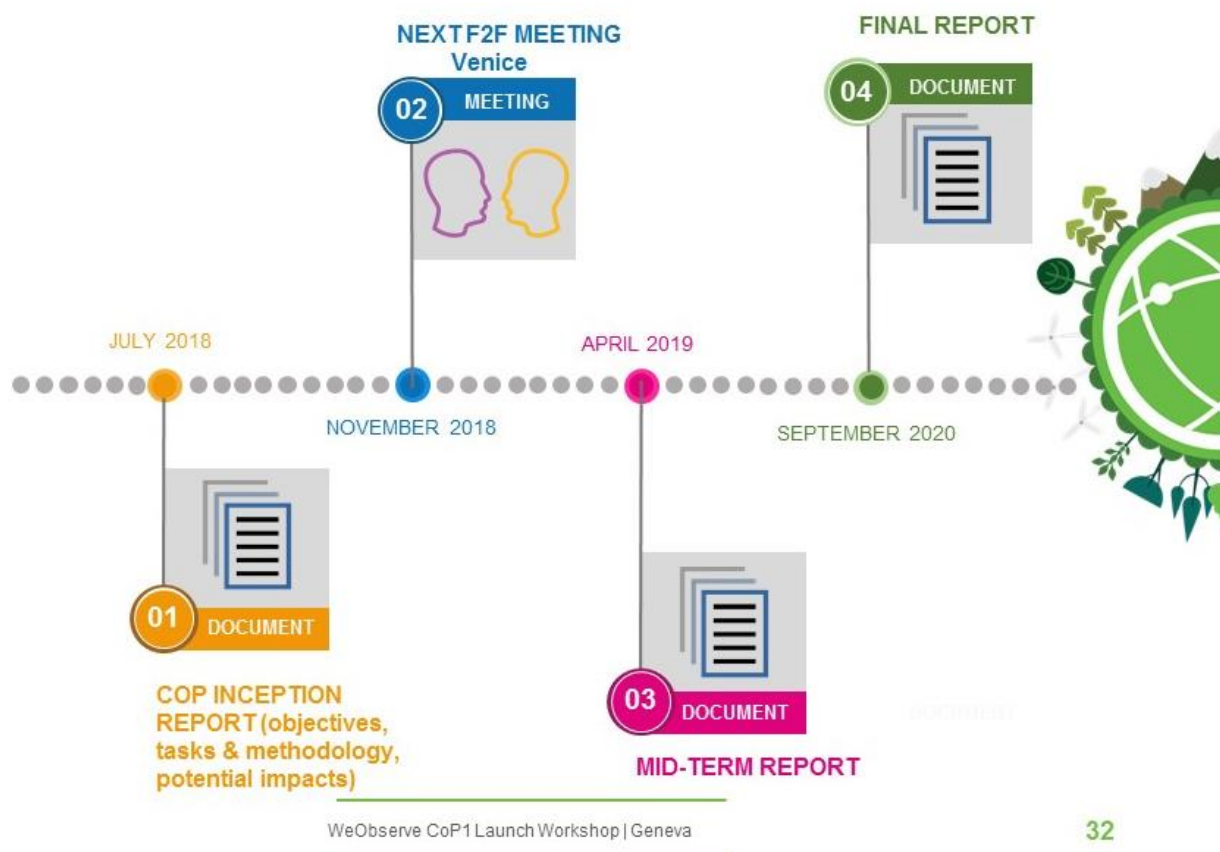 NEXT F2F MEETING
Venice
02
MEETING
FINAL REPORT
04
DOCUMENT
JULY 2018
APRIL 2019
NOVEMBER 2018
SEPTEMBER 2020
01
DOCUMENT
COP INCEPTION
REPORT (objectives,
tasks & methodology,
potential impacts)
03
DOCUMENT
MID-TERM REPORT
WeObserve CoP1 Launch Workshop | Geneva
32